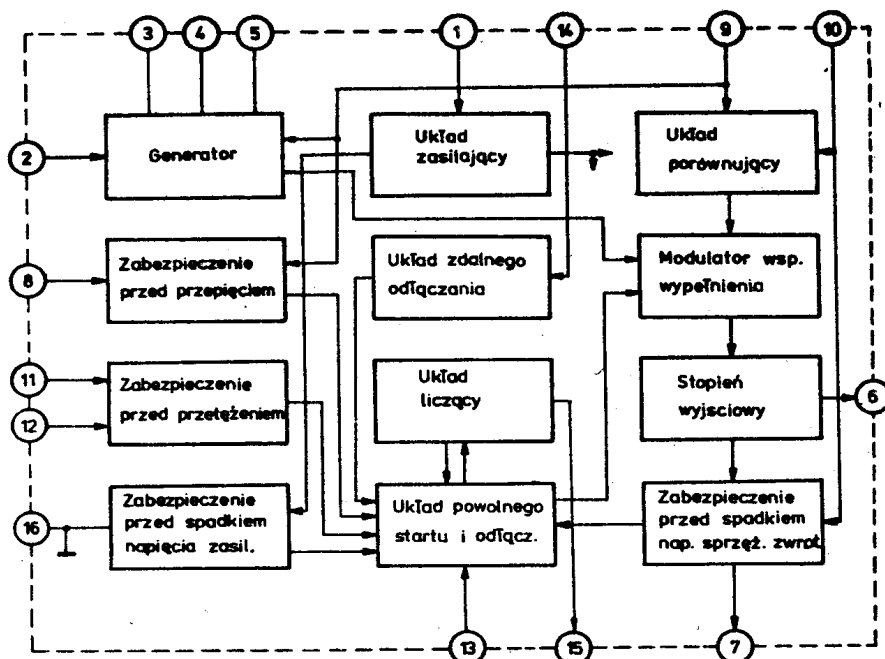 3 4 5 1 14 9 10
2
Generator
Układ
zasilający
Układ
porównujący
8
Zabezpieczenie
przed przepięciem
Układ zdalnego
odłączania
Modulator wsp.
wypełnienia
11
12
Zabezpieczenie
przed przetężeniem
Układ
liczący
Stopień
wyjsciowy
6
16
Zabezpieczenie
przed spadkiem
napięcia zasil.
Układ powolnego
startu i odłącz.
Zabezpieczenie
przed spadkiem
nap. sprzęż. zwrot.
13 15 7